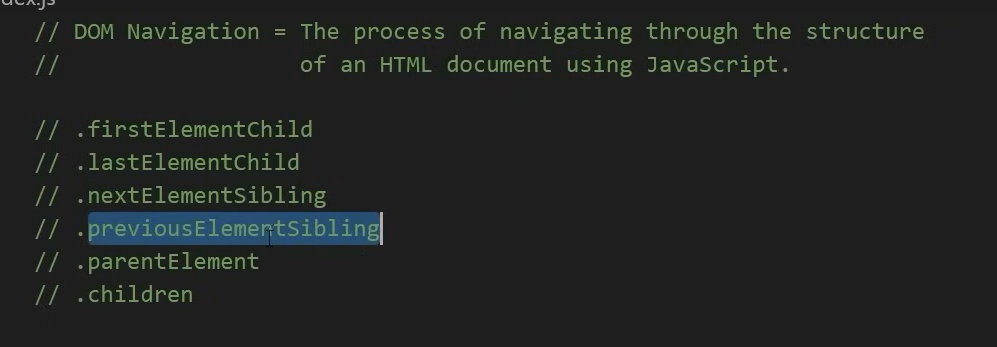 dex.js
// DOM Navigation = The process of navigating through the structure
// of an HTML document using JavaScript.
// .firstElementChild
// .lastElementChild
// .nextElementSibling
// .previousElementSibling
// .parentElement
// .children